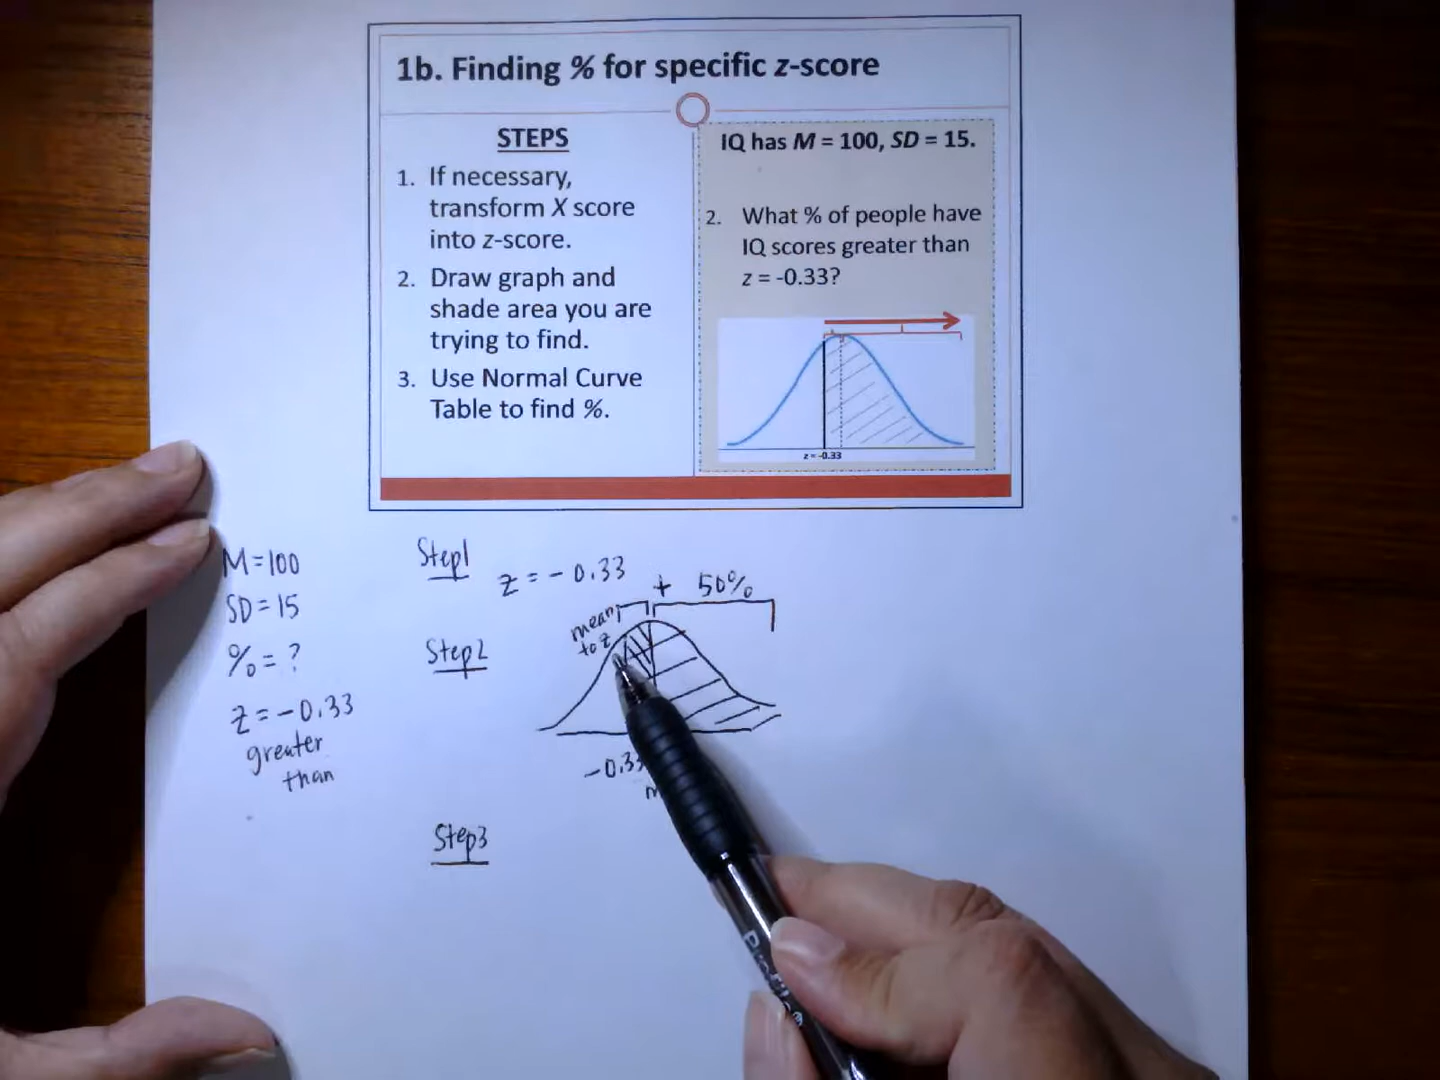 1b. Finding % for specific z-score
STEPS
1. If necessary,
transform X score
into z-score.
2. Draw graph and
shade area you are
trying to find.
3. Use Normal Curve
Table to find %.
IQ has M = 100, SD = 15.
2. What % of people have
IQ scores greater than
z = -0.33?
z = -0.33
M=100
SD=15
%=?
z=-0.33
greater
than
Step1
z=-0.33
Step2
+ 50%
mean
to z
-0.33
Step3